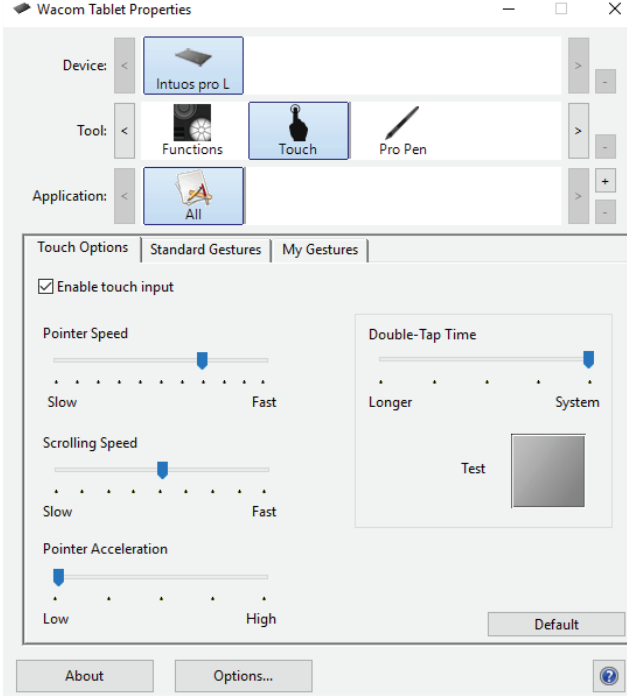 Wacom Tablet Properties
Device:
<
Intuos pro L
>
-
Tool:
<
Functions
Touch
Pro Pen
>
-
Application:
<
All
>
+
-
Touch Options
Standard Gestures
My Gestures
Enable touch input
Pointer Speed
Slow
Fast
Scrolling Speed
Slow
Fast
Pointer Acceleration
Low
High
Double-Tap Time
Longer
System
Test
Default
About
Options...
?